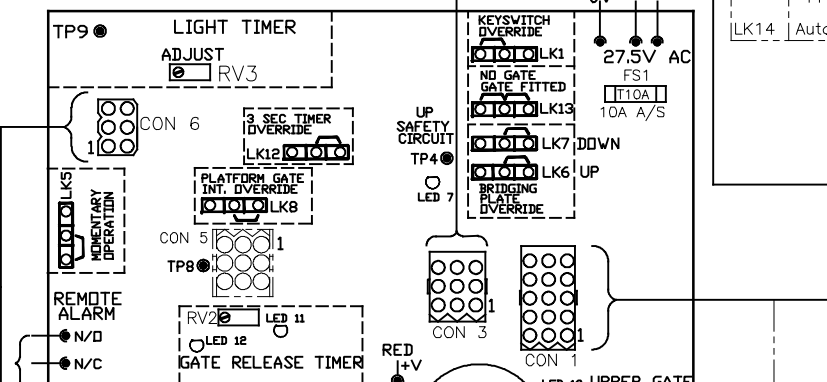 LIGHT TIMER
TP9
ADJUST
RV3
KEYSWITCH
OVERRIDE
LK1
NO GATE
GATE FITTED
LK13
27.5V AC
FS1
T10A
10A A/S
LK14
CON 6
1
3 SEC TIMER
OVERRIDE
LK12
UP
SAFETY
CIRCUIT
TP4
LED 7
LK7 DOWN
LK6 UP
BRIDGING
PLATE
OVERRIDE
LK5
MOMENTARY
OPERATION
PLATFORM GATE
INT. OVERRIDE
LK8
CON 5
1
TP8
REMOTE
ALARM
N/O
N/C
RV2
LED 11
LED 12
GATE RELEASE TIMER
RED
+V
1
CON 3
1
CON 1
UPPER GATE